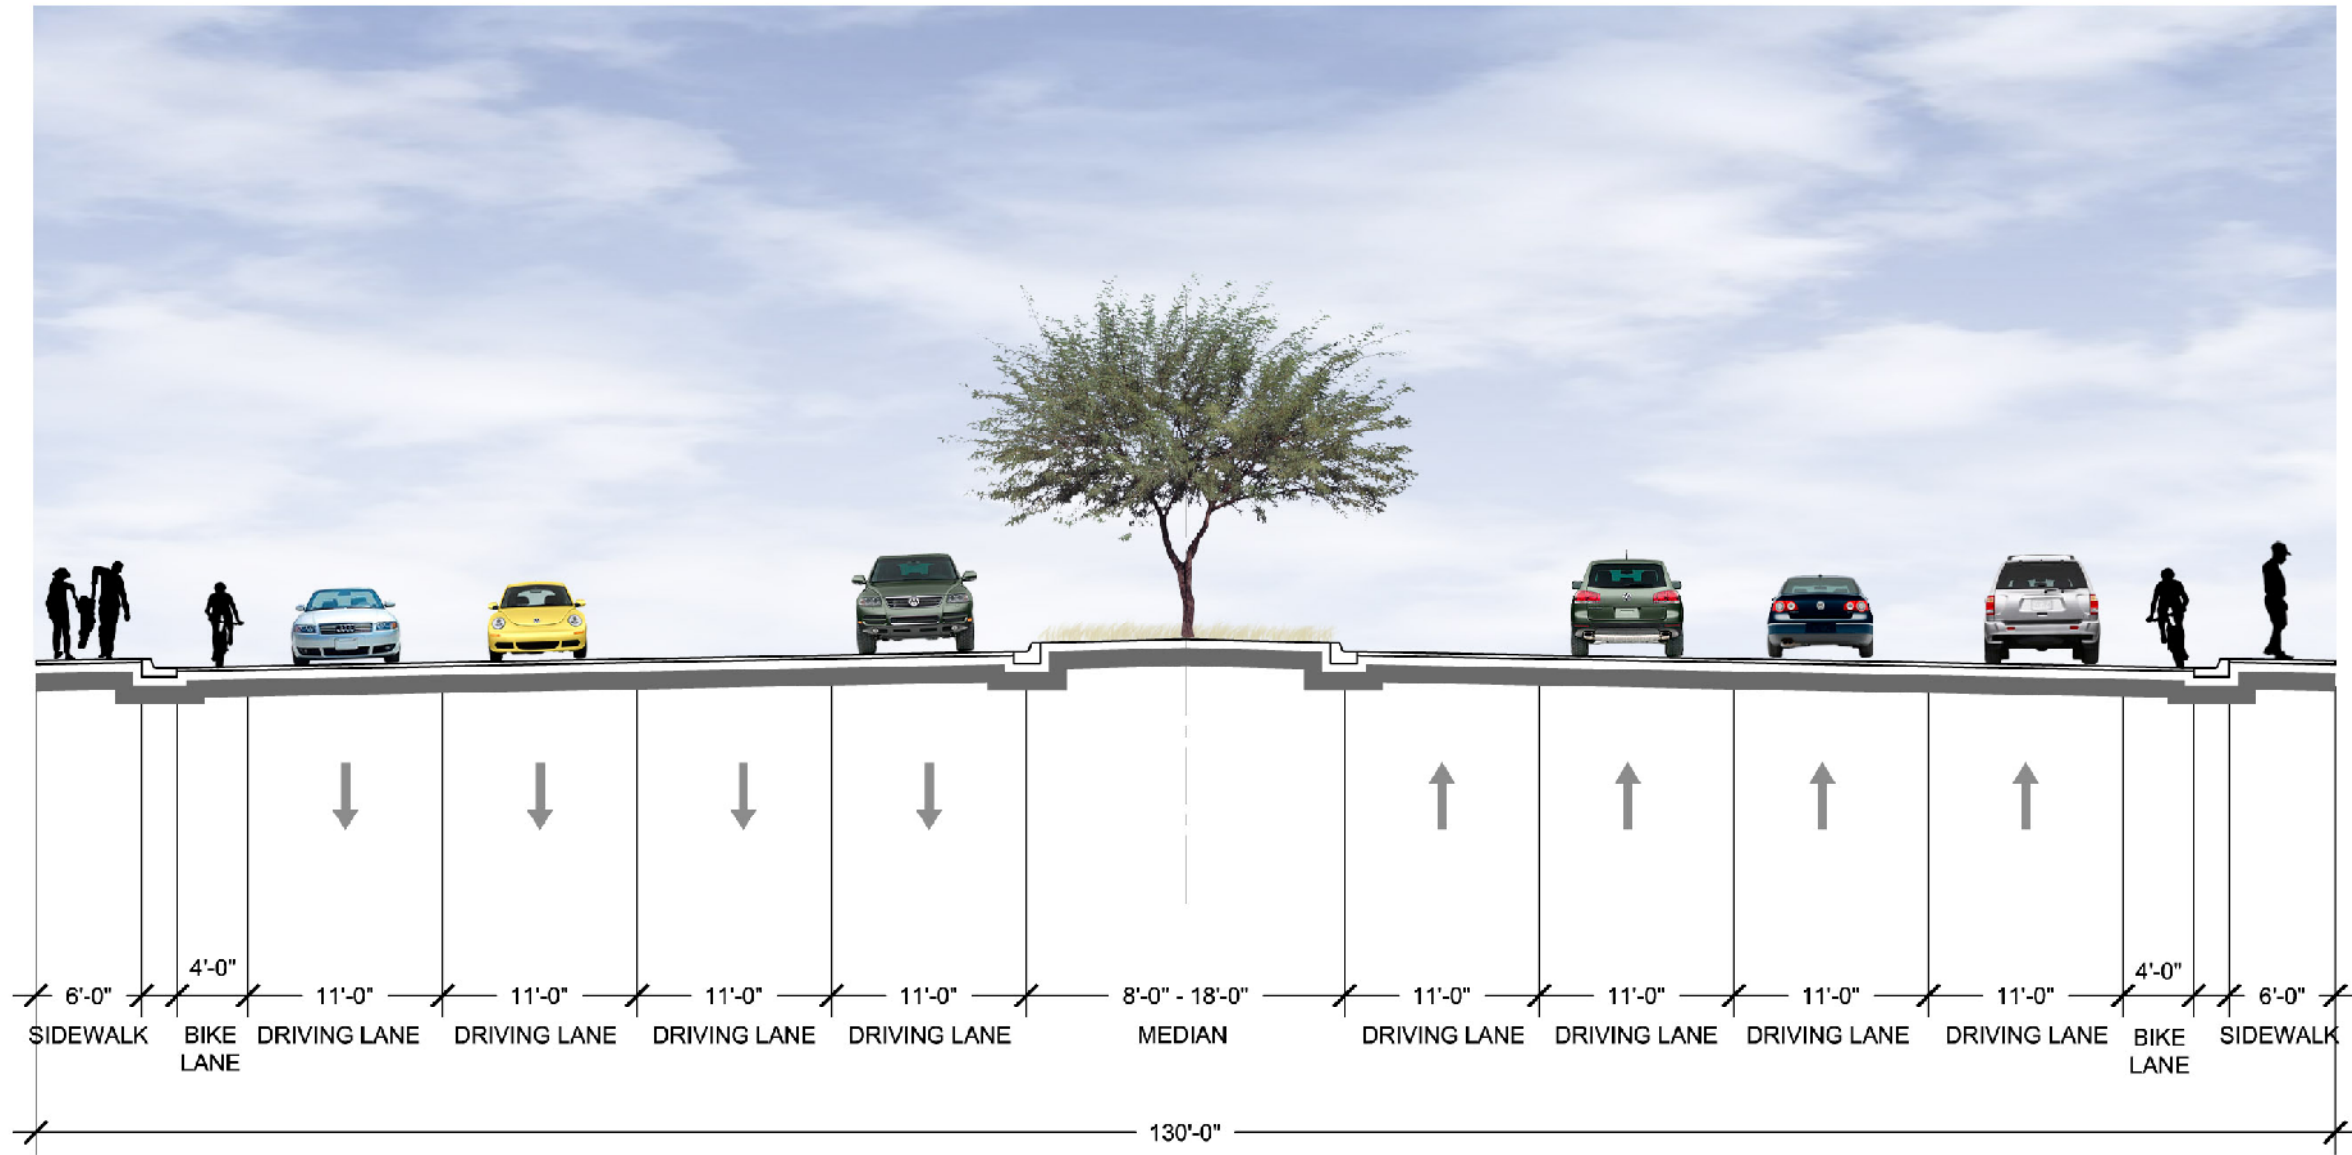 4'-0" 4'-0"
6'-0" 11'-0" 11'-0" 11'-0" 11'-0" 8'-0" - 18'-0" 11'-0" 11'-0" 11'-0" 11'-0" 6'-0"
SIDEWALK BIKE DRIVING LANE DRIVING LANE DRIVING LANE DRIVING LANE MEDIAN DRIVING LANE DRIVING LANE DRIVING LANE DRIVING LANE BIKE SIDEWALK
LANE LANE
130'-0"